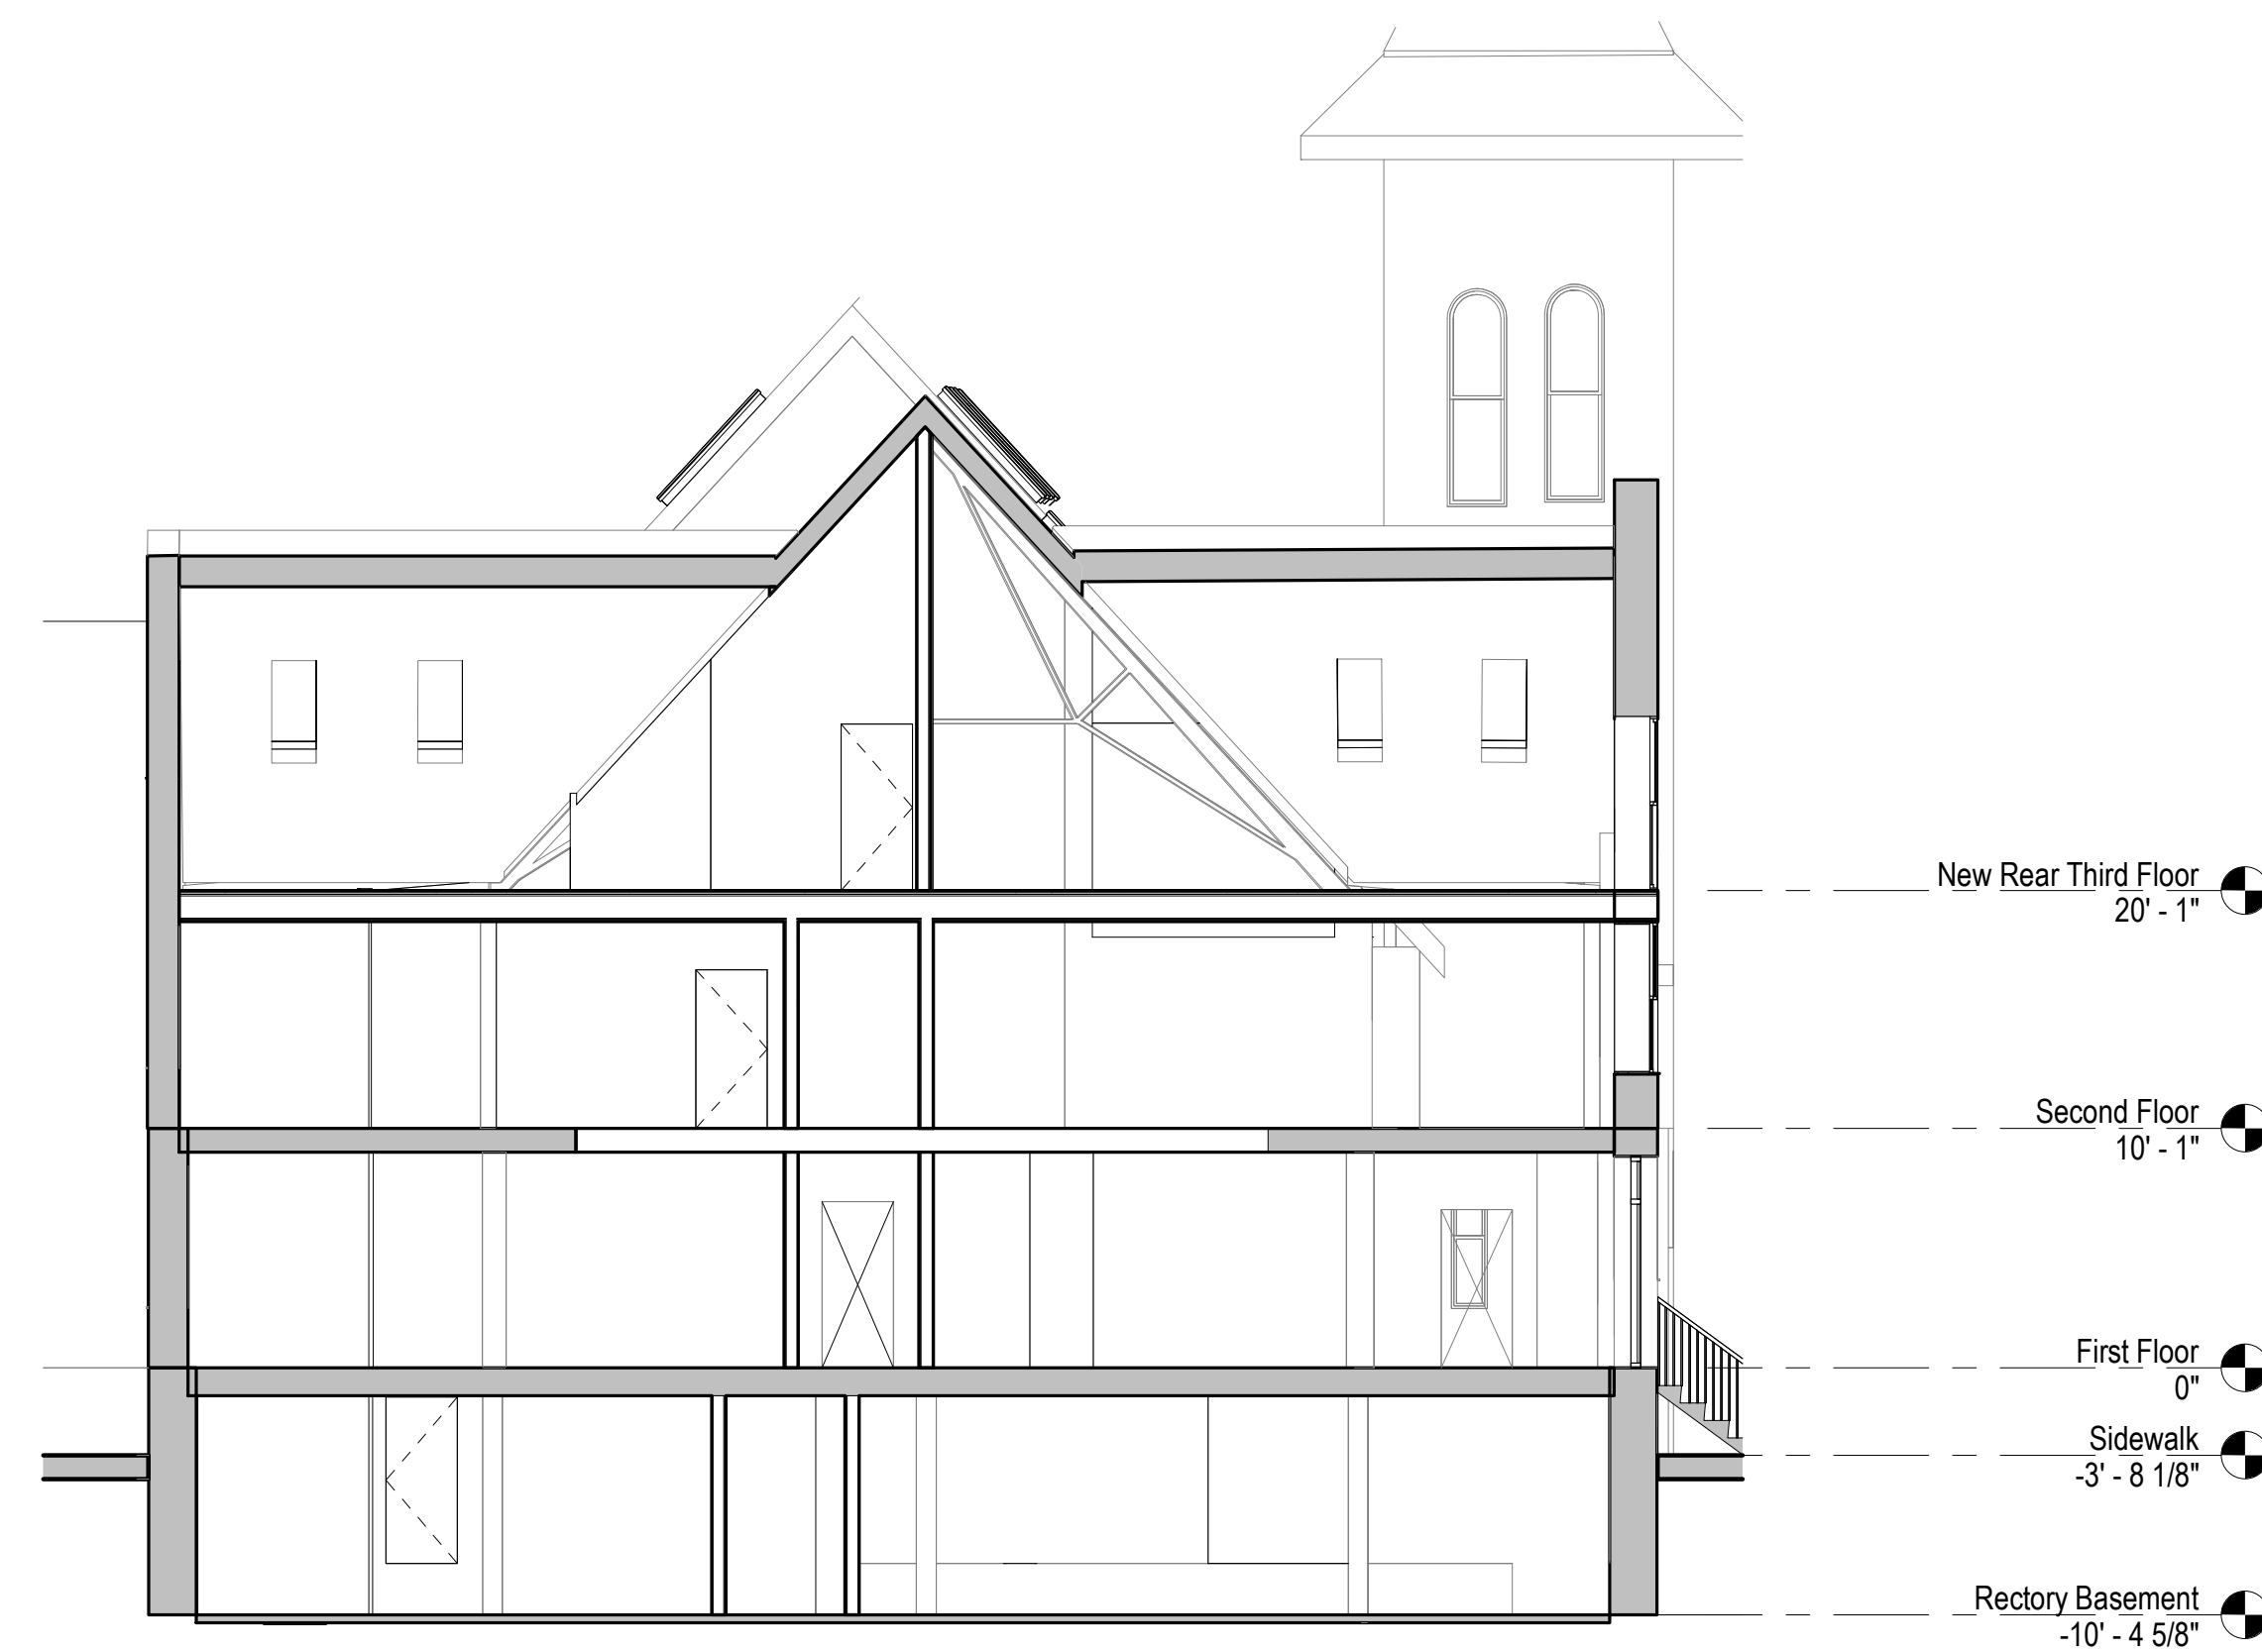 New Rear Third Floor
20' - 1"
Second Floor
10' - 1"
First Floor
0"
Sidewalk
-3' - 8 1/8"
Rectory Basement
-10' - 4 5/8"